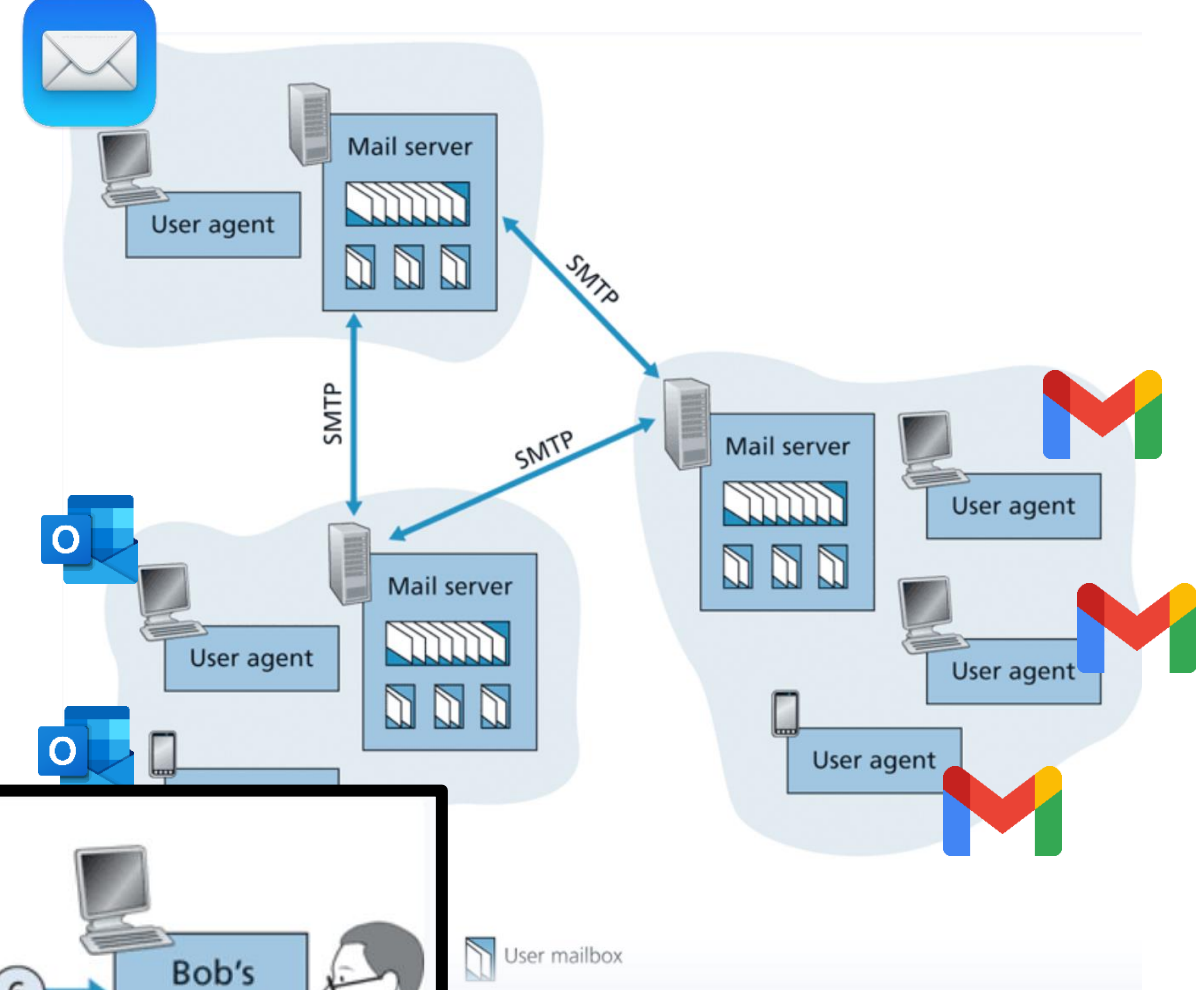 Mail server
User agent
SMTP
SMTP
SMTP
Mail server
User agent
Mail server
User agent
User agent
User agent
O
O
Bob's
6
User mailbox